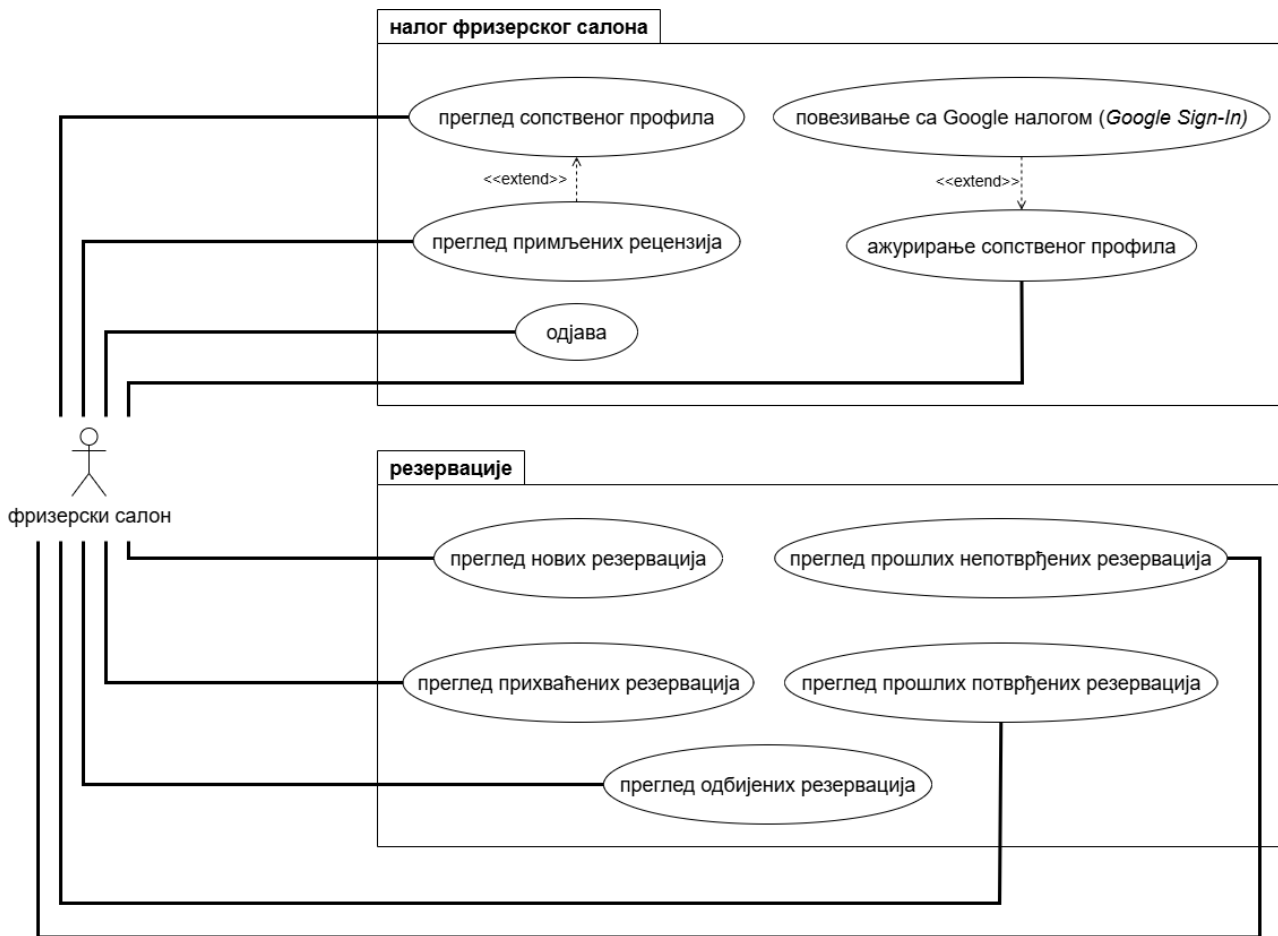 налог фризерског салона
преглед сопственог профила
повезивање са Google налогом (Google Sign-In)
<<extend>>
<<extend>>
преглед примљених рецензија
ажурирање сопственог профила
одјава
фризерски салон
резервације
преглед нових резервација
преглед прошлих непотврђених резервација
преглед прихваћених резервација
преглед прошлих потврђених резервација
преглед одбијених резервација